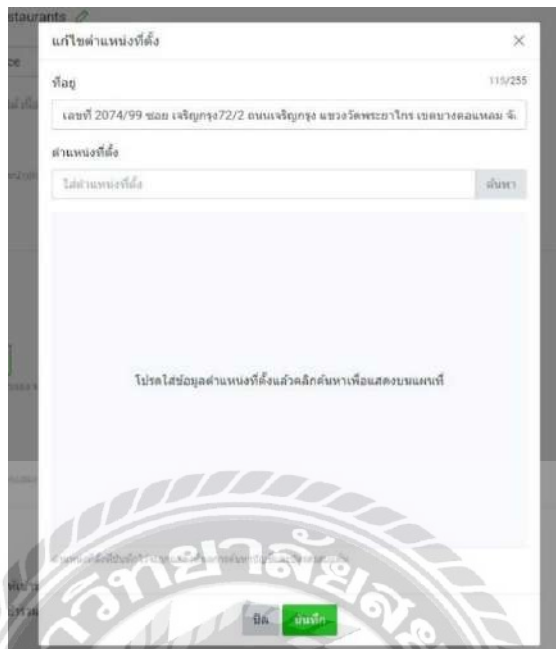 staurants
แก้ไขตำแหน่งที่ตั้ง
ที่อยู่
115/255
เลขที่ 2074/99 ซอย เจริญกรุง72/2 ถนนเจริญกรุง แขวงวัดพระยาไกร เขตบางคอแหลม จั
ตำแหน่งที่ตั้ง
ใส่ตำแหน่งที่ตั้ง
ค้นหา
โปรดใส่ข้อมูลตำแหน่งที่ตั้งแล้วคลิกค้นหาเพื่อแสดงบนแผนที่
ปิด
บันทึก